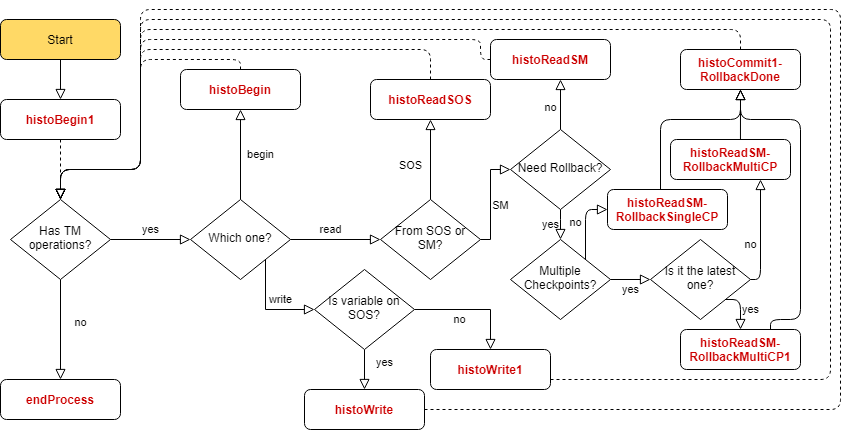 Start
histoBegin1
Has TM
operations?
yes
no
endProcess
Which one?
begin
histoBegin
read
write
From SOS or
SM?
SOS
histoReadSOS
SM
Need Rollback?
no
histoReadSM
yes
Multiple
Checkpoints?
no
histoReadSM-
RollbackSingleCP
yes
Is it the latest
one?
no
histoReadSM-
RollbackMultiCP
yes
histoReadSM-
RollbackMultiCP1
histoCommit1-
RollbackDone
Is variable on
SOS?
no
histoWrite1
yes
histoWrite